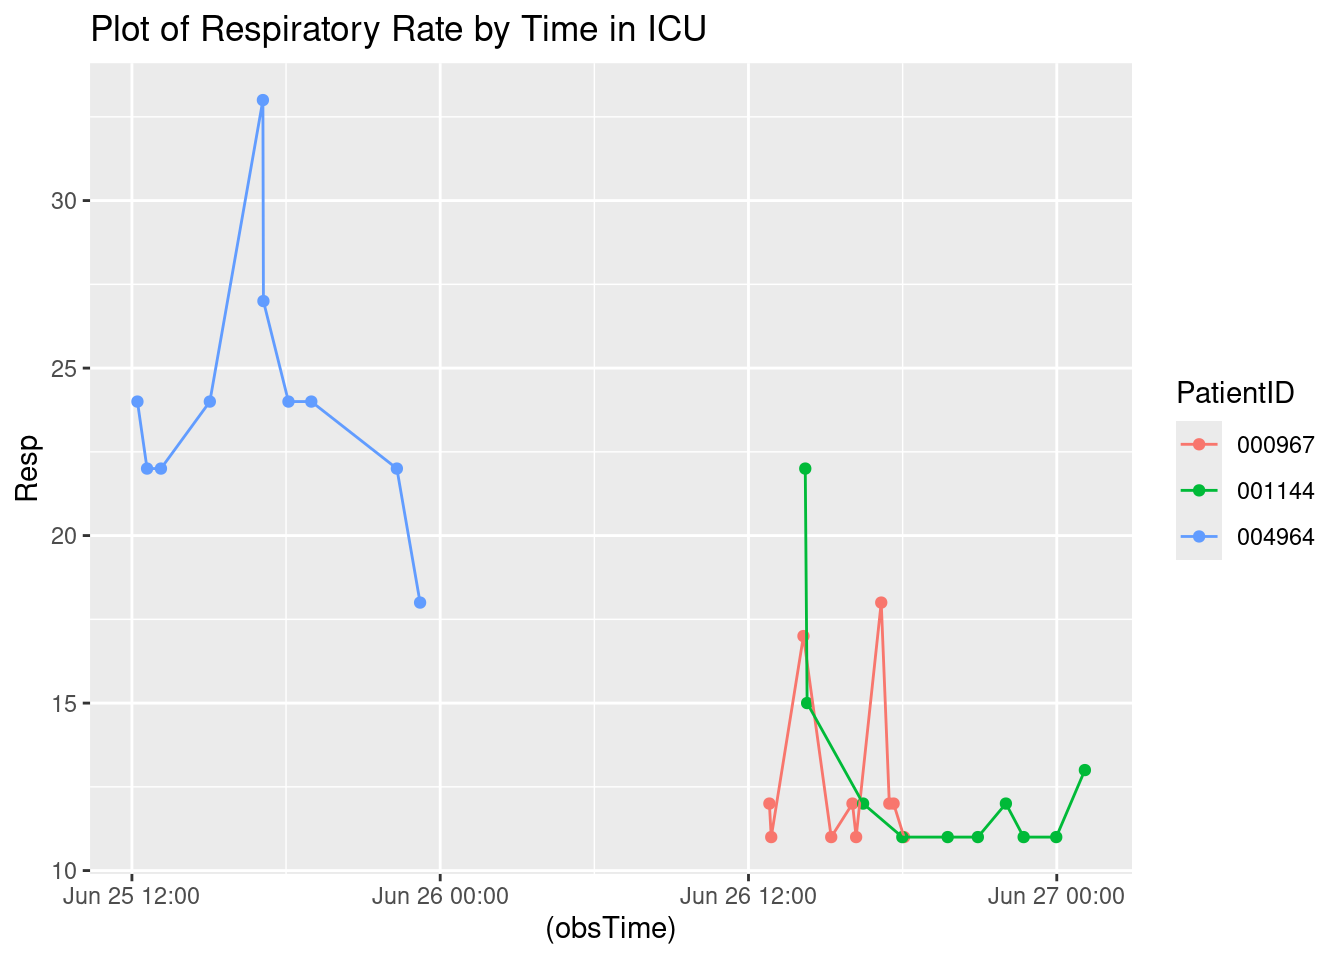 Plot of Respiratory Rate by Time in ICU
30
25
20
15
10
Resp
Jun 25 12:00
Jun 26 00:00
Jun 26 12:00
Jun 27 00:00
(obsTime)
PatientID
000967
001144
004964